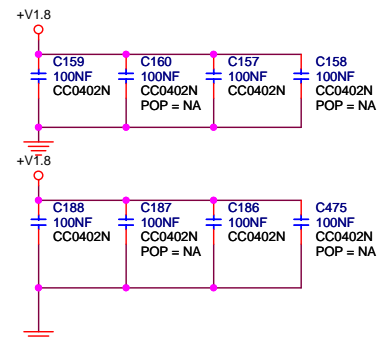 +V1.8
C159 C160 C157 C158
100NF 100NF 100NF 100NF
CC0402N CC0402N CC0402N CC0402N
POP = NA POP = NA
+V1.8
C188 C187 C186 C475
100NF 100NF 100NF 100NF
CC0402N CC0402N CC0402N CC0402N
POP = NA POP = NA